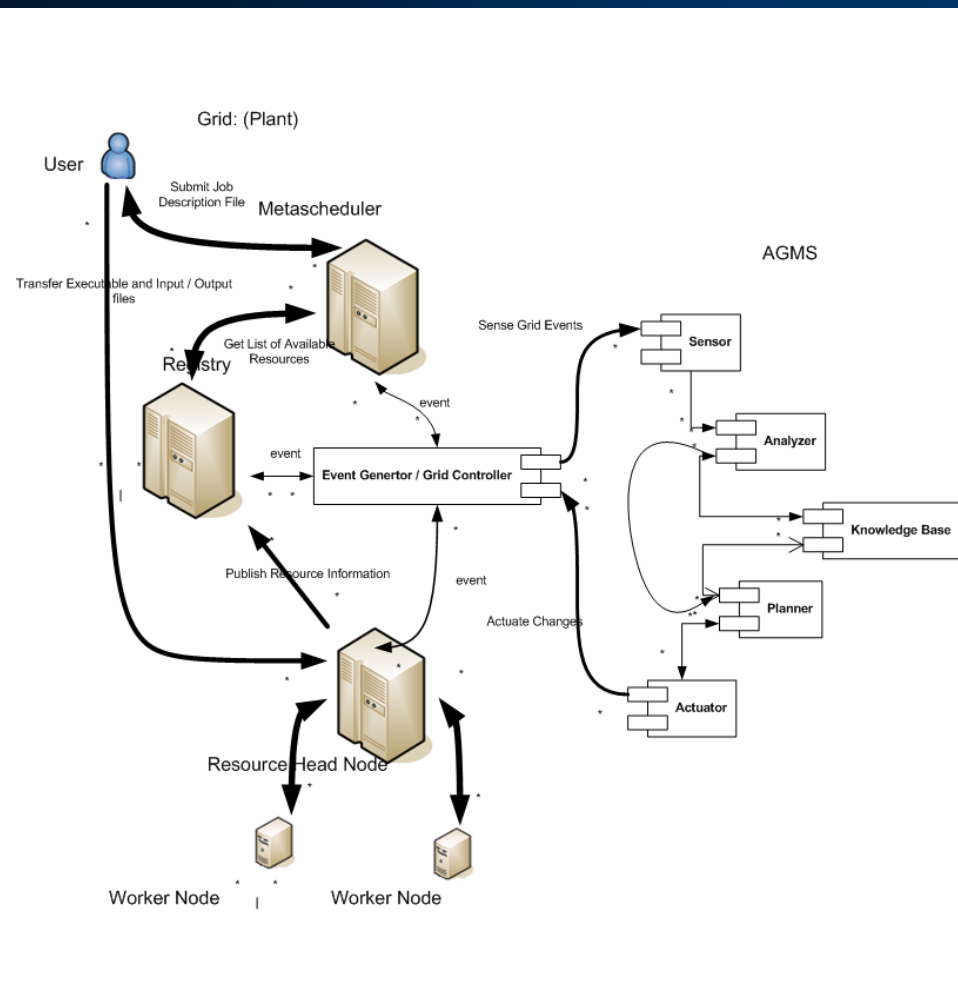 Grid: (Plant)
User
Submit Job
Description File
Metascheduler
AGMS
Transfer Executable and Input / Output
files
Sense Grid Events
Sensor
Get List of Available
Resources
Registry
event
Analyzer
event
Event Genertor / Grid Controller
Knowledge Base
Publish Resource Information
event
Planner
Actuate Changes
Actuator
Resource Head Node
Worker Node
Worker Node